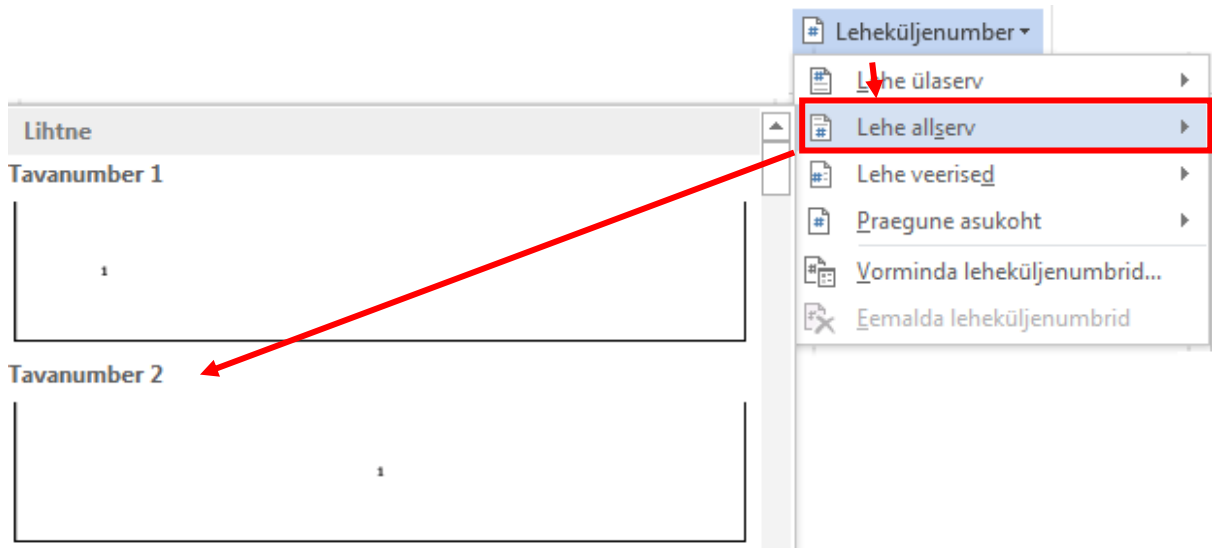 Leheküljenumber
Lehe ülaserv
Lehe allserv
Lehe veerised
Praegune asukoht
Vorminda leheküljenumbrid...
Eemalda leheküljenumbrid
Lihtne
Tavanumber 1
1
Tavanumber 2
1